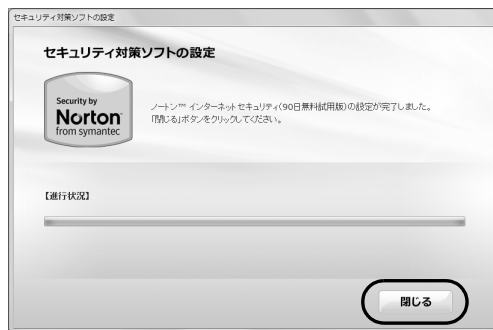 セキュリティ対策ソフトの設定
セキュリティ対策ソフトの設定
Security by
Norton
from symantec
ノートン™ インターネットセキュリティ(90日無料試用版)の設定が完了しました。
「閉じる」ボタンをクリックしてください。
【進行状況】
閉じる